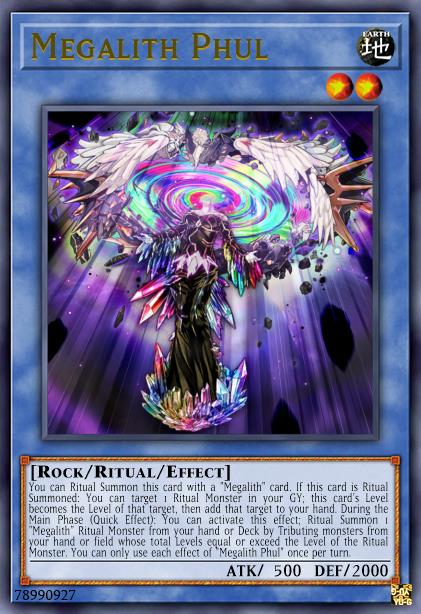 MEGALITH PHUL
EARTH
地
[ROCK/RITUAL/EFFECT]
You can Ritual Summon this card with a "Megalith" card. If this card is Ritual
Summoned: You can target 1 Ritual Monster in your GY; this card's Level
becomes the Level of that target, then add that target to your hand. During the
Main Phase (Quick Effect): You can activate this effect; Ritual Summon 1
"Megalith" Ritual Monster from your hand or Deck by Tributing monsters from
your hand or field whose total Levels equal or exceed the Level of the Ritual
Monster. You can only use each effect of "Megalith Phul" once per turn.
ATK/ 500 DEF/2000
78990927